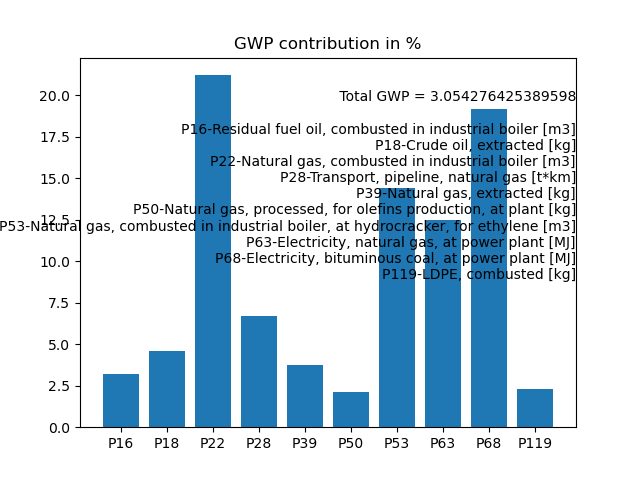 GWP contribution in %
20.0
Total GWP = 3.054276425389598
17.5
P16-Residual fuel oil, combusted in industrial boiler [m3]
P18-Crude oil, extracted [kg]
P22-Natural gas, combusted in industrial boiler [m3]
15.0
P28-Transport, pipeline, natural gas [t*km]
P39-Natural gas, extracted [kg]
P50-Natural gas, processed, for olefins production, at plant [kg]
12.5
P53-Natural gas, combusted in industrial boiler, at hydrocracker, for ethylene [m3]
P63-Electricity, natural gas, at power plant [MJ]
10.0
P68-Electricity, bituminous coal, at power plant [MJ]
P119-LDPE, combusted [kg]
7.5
5.0
2.5
0.0
P16 P18 P22 P28 P39 P50 P53 P63 P68 P119